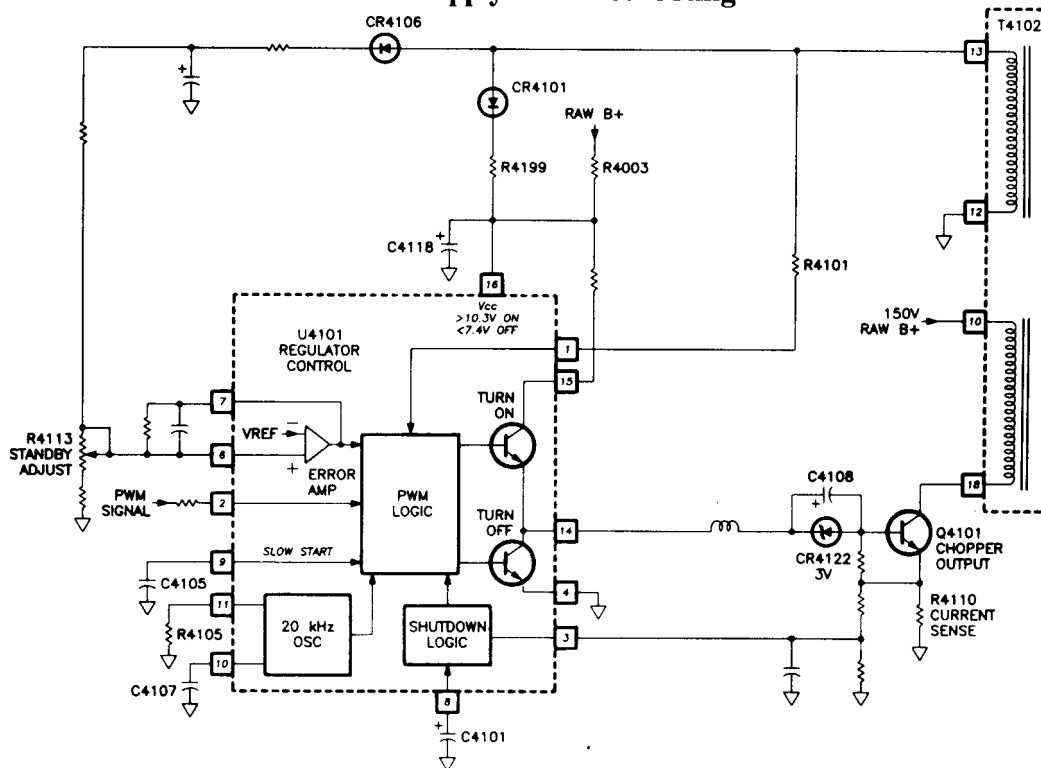 T4102
CR4106
13
CR4101
RAW B+
R4199
R4003
12
C4118
R4101
16
Vcc
>10.3V ON
<7.4V OFF
150V
RAW B+
10
U4101
REGULATOR
CONTROL
1
15
TURN
ON
7
VREF
−
R4113
STANDBY
ADJUST
6
+
ERROR
AMP
PWM
LOGIC
C4108
+
18
PWM
SIGNAL
2
TURN
OFF
14
Q4101
CHOPPER
OUTPUT
CR4122
3V
SLOW START
9
C4105
4
R4110
CURRENT
SENSE
11
R4105
20 kHz
OSC
SHUTDOWN
LOGIC
3
10
C4107
8
+
C4101